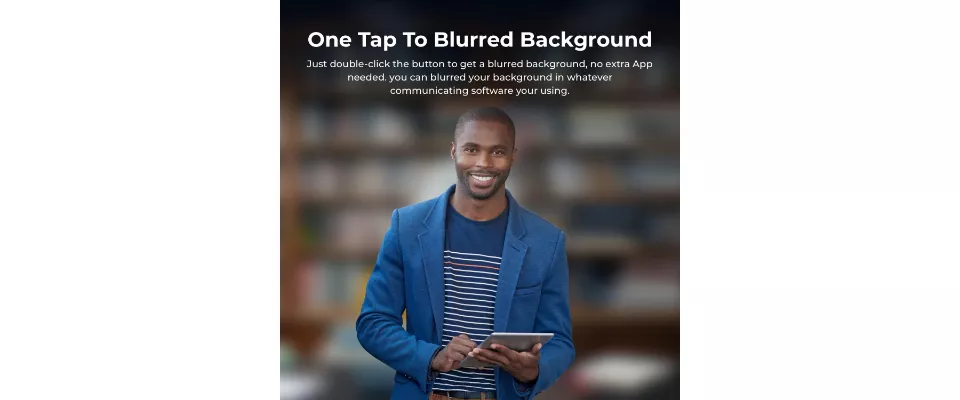 One Tap To Blurred Background
Just double-click the button to get a blurred background, no extra App
needed. you can blurred your background in whatever
communicating software your using.